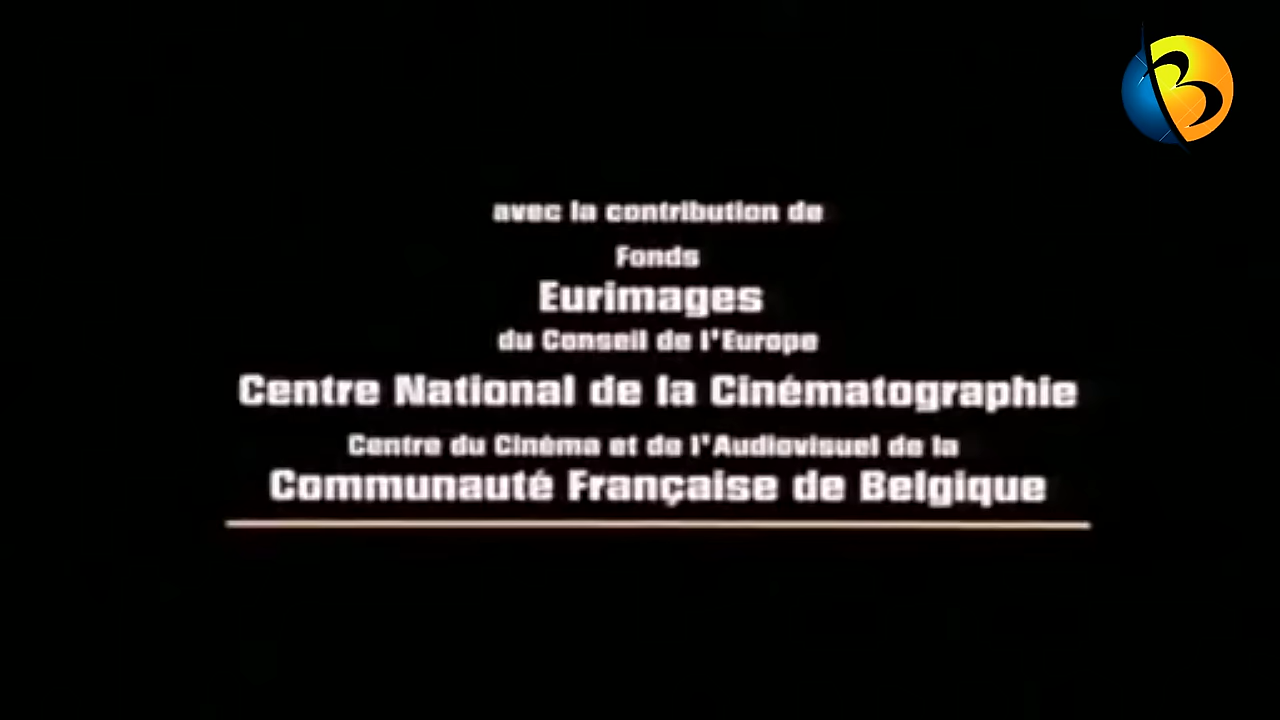 avec la contribution de
Fonds
Eurimages
du Conseil de l'Europe
Centre National de la Cinématographie
Centre du Cinéma et de l'Audiovisuel de la
Communauté Française de Belgique
B